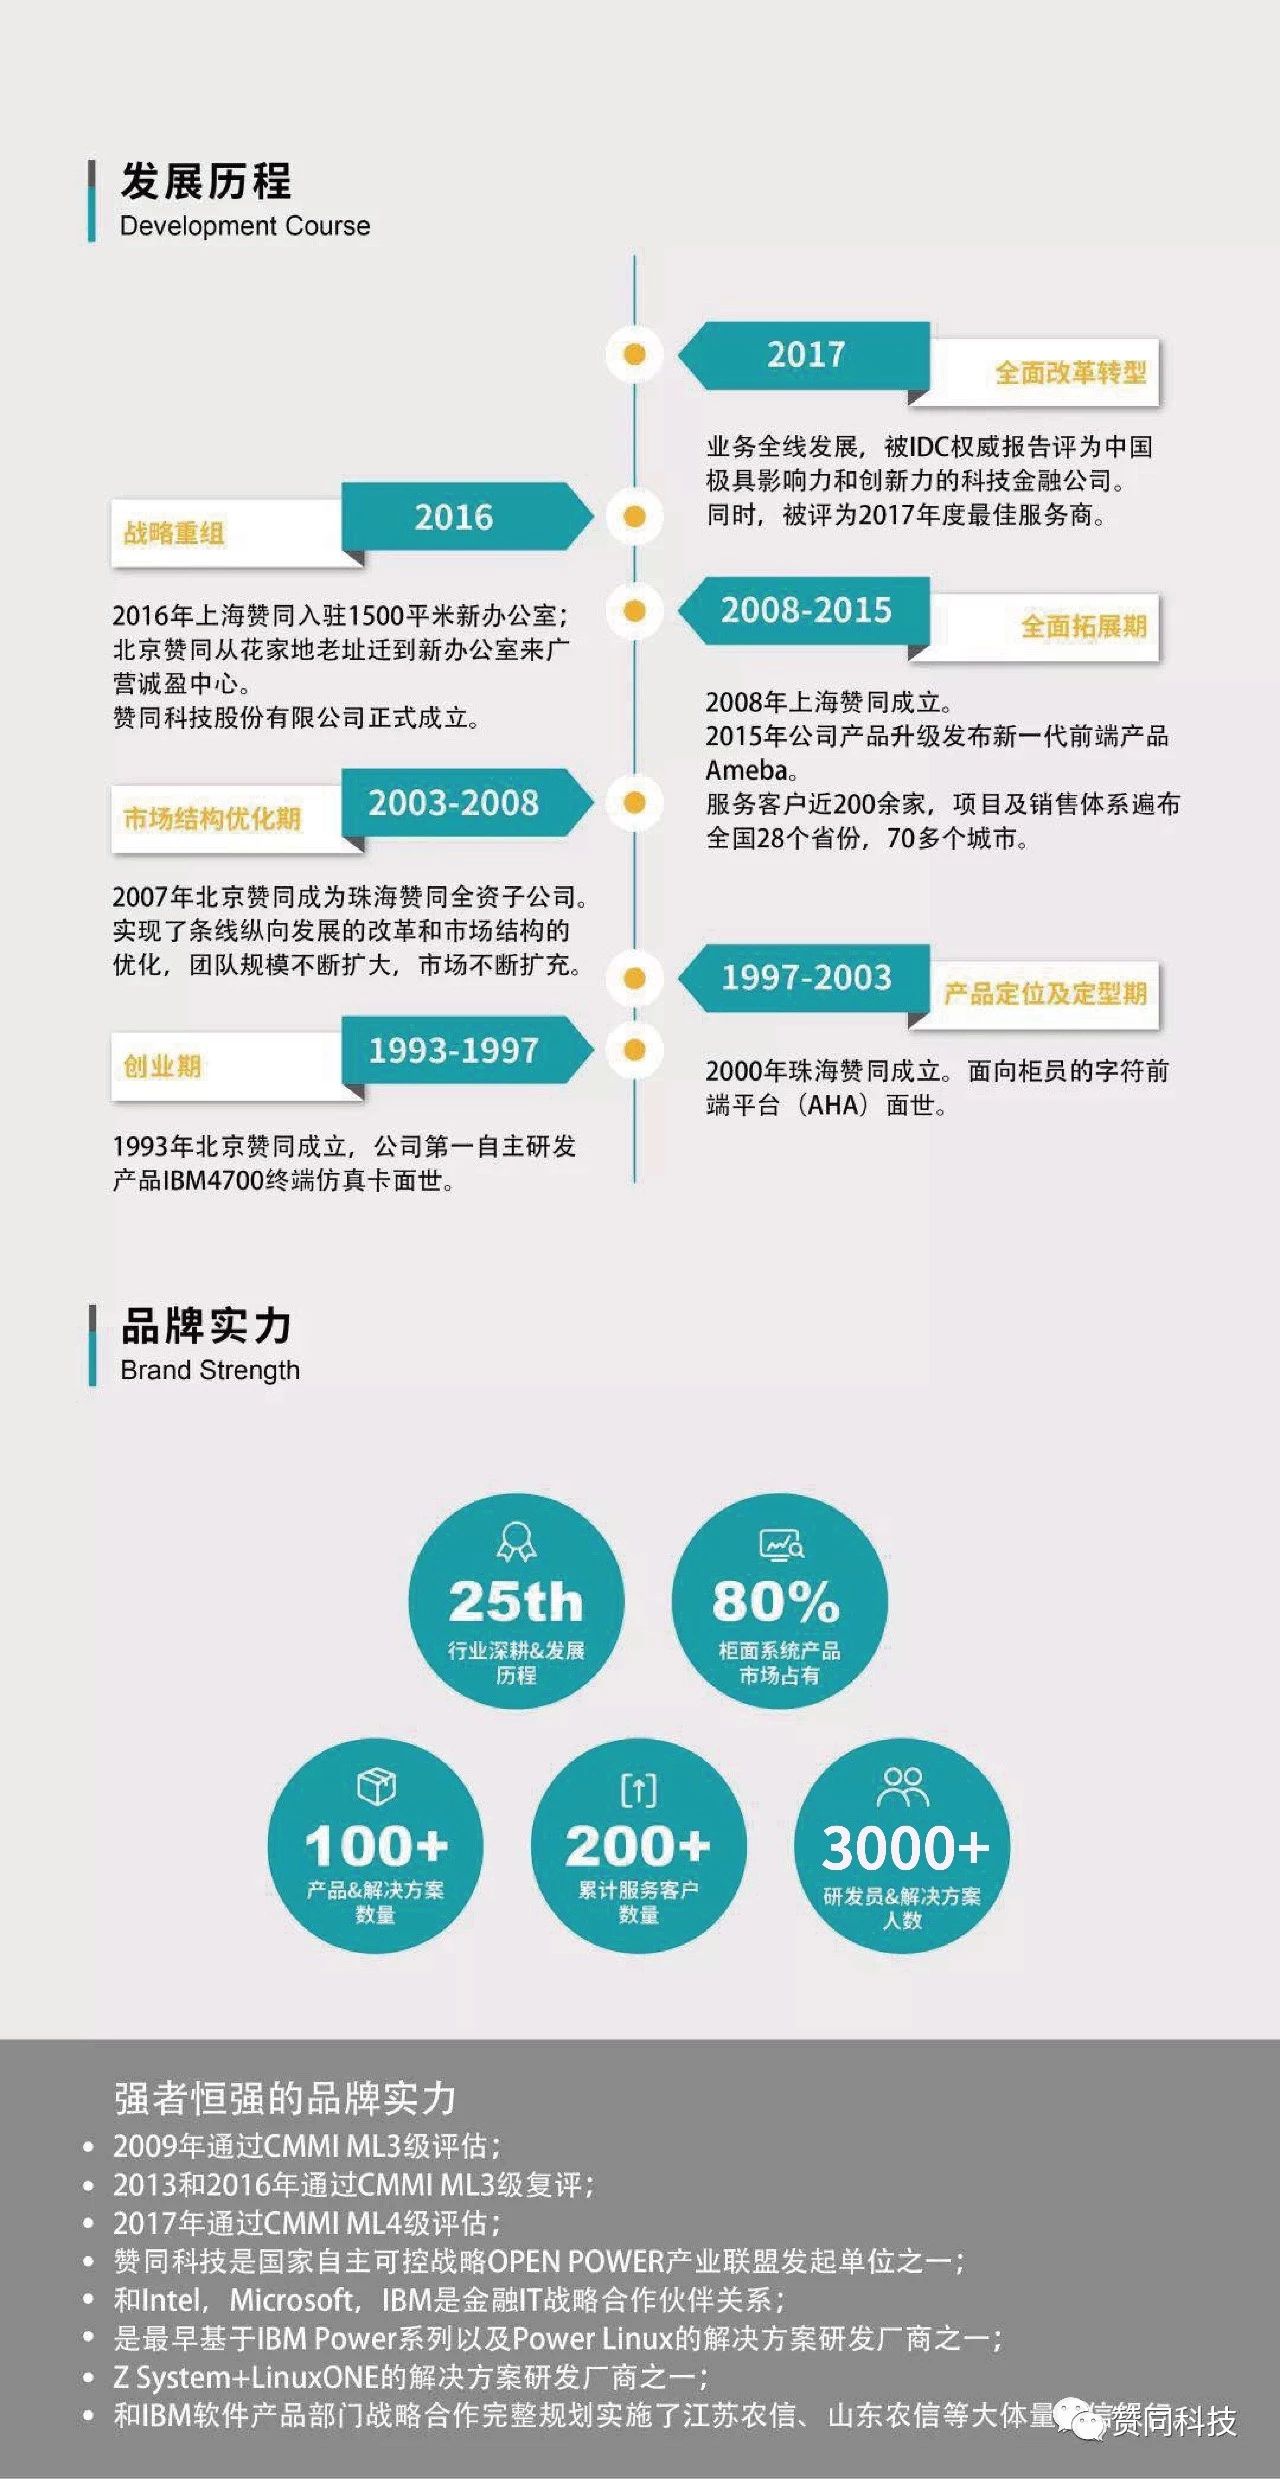 发展历程
Development Course
2017
全面改革转型
业务全线发展，被IDC权威报告评为中国
极具影响力和创新力的科技金融公司。
同时，被评为2017年度最佳服务商。
战略重组
2016
2016年上海赞同入驻1500平米新办公室；
北京赞同从花家地老址迁到新办公室来广
营诚盈中心。
赞同科技股份有限公司正式成立。
2008-2015
全面拓展期
2008年上海赞同成立。
2015年公司产品升级发布新一代前端产品
Ameba。
服务客户近200余家，项目及销售体系遍布
全国28个省份，70多个城市。
市场结构优化期
2003-2008
2007年北京赞同成为珠海赞同全资子公司。
实现了条线纵向发展的改革和市场结构的
优化，团队规模不断扩大，市场不断扩充。
1997-2003
产品定位及定型期
2000年珠海赞同成立。面向柜员的字符前
端平台（AHA）面世。
创业期
1993-1997
1993年北京赞同成立，公司第一自主研发
产品IBM4700终端仿真卡面世。
品牌实力
Brand Strength
25th
行业深耕&发展
历程
80%
柜面系统产品
市场占有
100+
产品&解决方案
数量
200+
累计服务客户
数量
3000+
研发员&解决方案
人数
强者恒强的品牌实力
• 2009年通过CMMI ML3级评估；
• 2013和2016年通过CMMI ML3级复评；
• 2017年通过CMMI ML4级评估；
• 赞同科技是国家自主可控战略OPEN POWER产业联盟发起单位之一；
• 和Intel，Microsoft，IBM是金融IT战略合作伙伴关系；
• 是最早基于IBM Power系列以及Power Linux的解决方案研发厂商之一；
• Z System+LinuxONE的解决方案研发厂商之一；
• 和IBM软件产品部门战略合作完整规划实施了江苏农信、山东农信等大体量
赞同科技